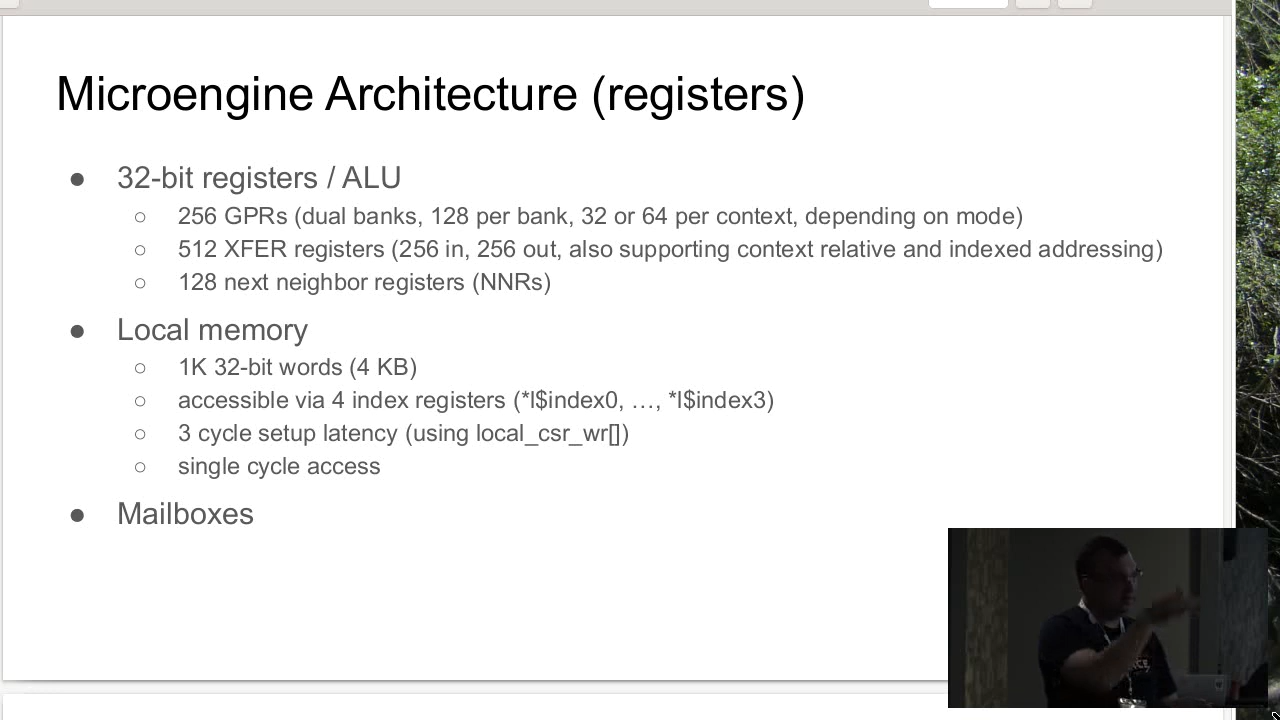 Microengine Architecture (registers)
● 32-bit registers / ALU
○ 256 GPRs (dual banks, 128 per bank, 32 or 64 per context, depending on mode)
○ 512 XFER registers (256 in, 256 out, also supporting context relative and indexed addressing)
○ 128 next neighbor registers (NNRs)
● Local memory
○ 1K 32-bit words (4 KB)
○ accessible via 4 index registers (*l$index0, …, *l$index3)
○ 3 cycle setup latency (using local_csr_wr[])
○ single cycle access
● Mailboxes